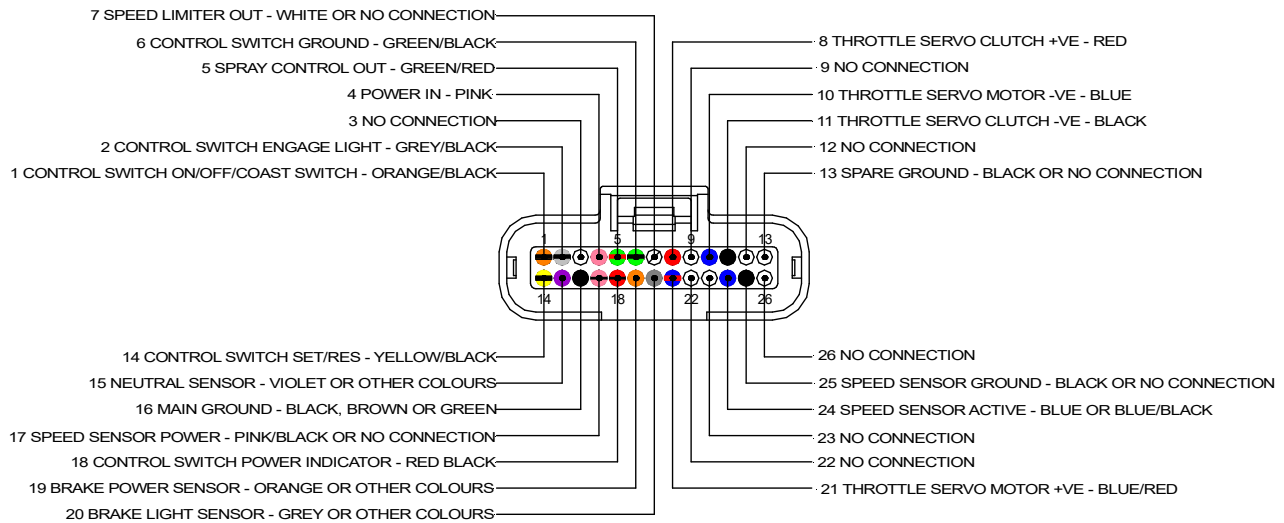 7 SPEED LIMITER OUT - WHITE OR NO CONNECTION
6 CONTROL SWITCH GROUND - GREEN/BLACK
5 SPRAY CONTROL OUT - GREEN/RED
4 POWER IN - PINK
3 NO CONNECTION
2 CONTROL SWITCH ENGAGE LIGHT - GREY/BLACK
1 CONTROL SWITCH ON/OFF/COAST SWITCH - ORANGE/BLACK
8 THROTTLE SERVO CLUTCH +VE - RED
9 NO CONNECTION
10 THROTTLE SERVO MOTOR -VE - BLUE
11 THROTTLE SERVO CLUTCH -VE - BLACK
12 NO CONNECTION
13 SPARE GROUND - BLACK OR NO CONNECTION
1 5 9 13
14 18 22 26
14 CONTROL SWITCH SET/RES - YELLOW/BLACK
15 NEUTRAL SENSOR - VIOLET OR OTHER COLOURS
16 MAIN GROUND - BLACK, BROWN OR GREEN
17 SPEED SENSOR POWER - PINK/BLACK OR NO CONNECTION
18 CONTROL SWITCH POWER INDICATOR - RED BLACK
19 BRAKE POWER SENSOR - ORANGE OR OTHER COLOURS
20 BRAKE LIGHT SENSOR - GREY OR OTHER COLOURS
26 NO CONNECTION
25 SPEED SENSOR GROUND - BLACK OR NO CONNECTION
24 SPEED SENSOR ACTIVE - BLUE OR BLUE/BLACK
23 NO CONNECTION
22 NO CONNECTION
21 THROTTLE SERVO MOTOR +VE - BLUE/RED